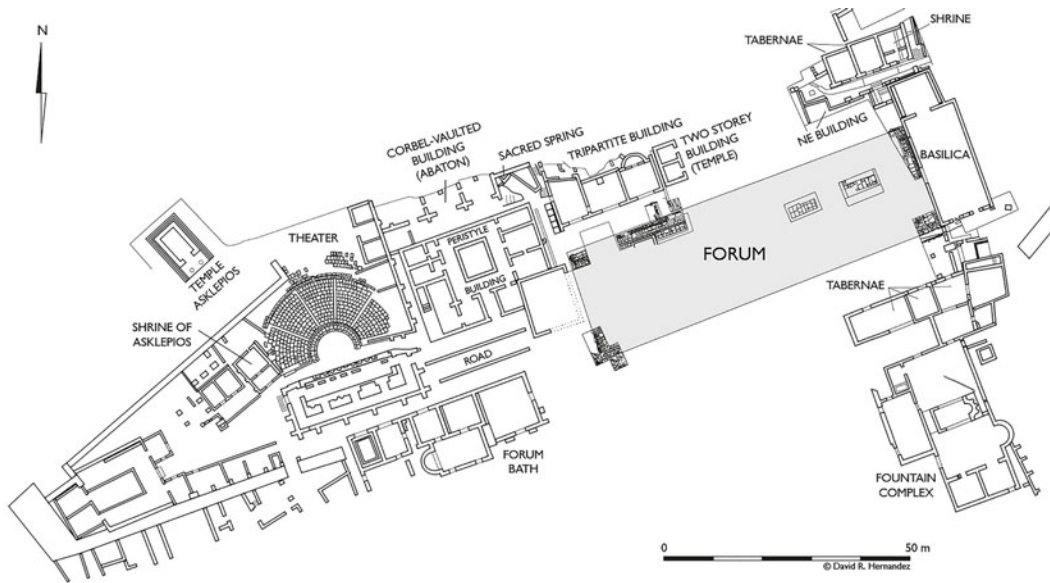 N
TABERNAE
SHRINE
NE BUILDING
BASILICA
CORBEL-VAULTED
BUILDING
(ABATON)
SACRED SPRING
TRIPARTITE BUILDING
TWO STOREY
BUILDING
(TEMPLE)
THEATER
PERISTYLE
BUILDING
TEMPLE
ASKLEPIOS
FORUM
SHRINE OF
ASKLEPIOS
ROAD
TABERNAE
FORUM
BATH
FOUNTAIN
COMPLEX
0 50 m
© David R. Hernandez